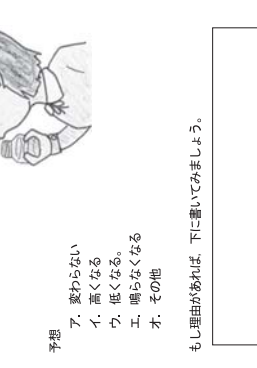 予想
ア．変わらない
イ．高くなる
ウ．低くなる。
エ．鳴らなくなる
オ．その他
もし理由があれば，下に書いてみましょう。